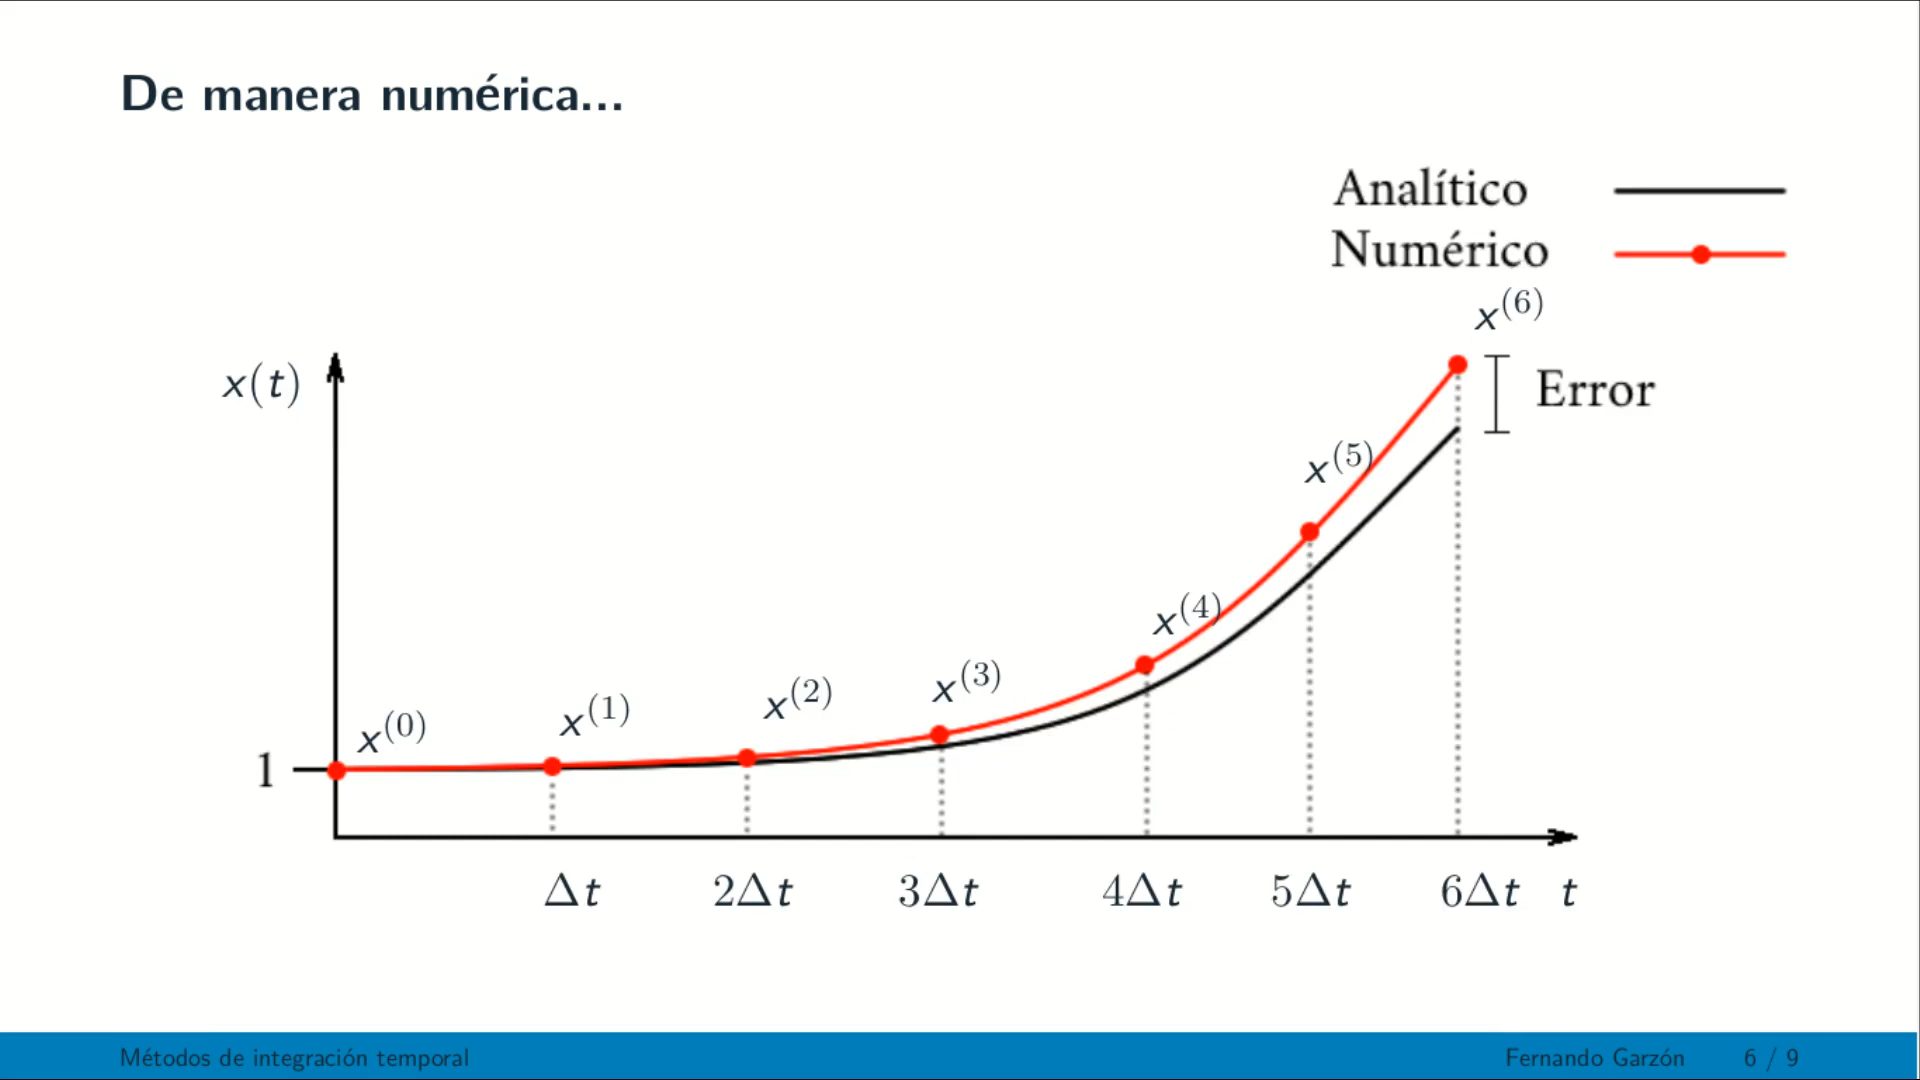 De manera numérica...
Analítico
Numérico
x^(6)
x(t)
Error
x^(5)
x^(4)
x^(3)
x^(2)
x^(1)
x^(0)
1
Δt 2Δt 3Δt 4Δt 5Δt 6Δt t
Métodos de integración temporal Fernando Garzón 6 / 9